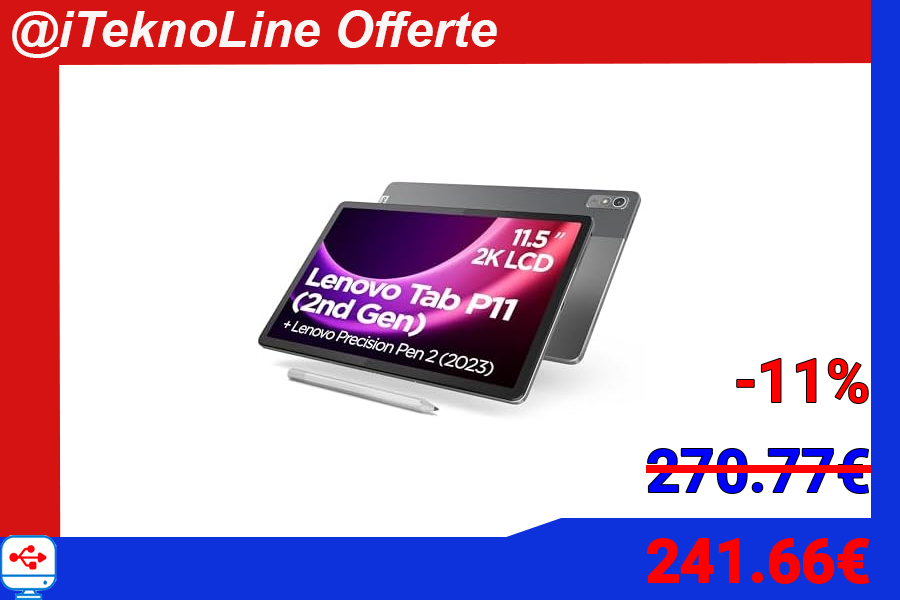 @iTeknoLine Offerte
11.5"
2K LCD
Lenovo Tab P11
(2nd Gen)
+ Lenovo Precision Pen 2 (2023)
-11%
270.77€
241.66€